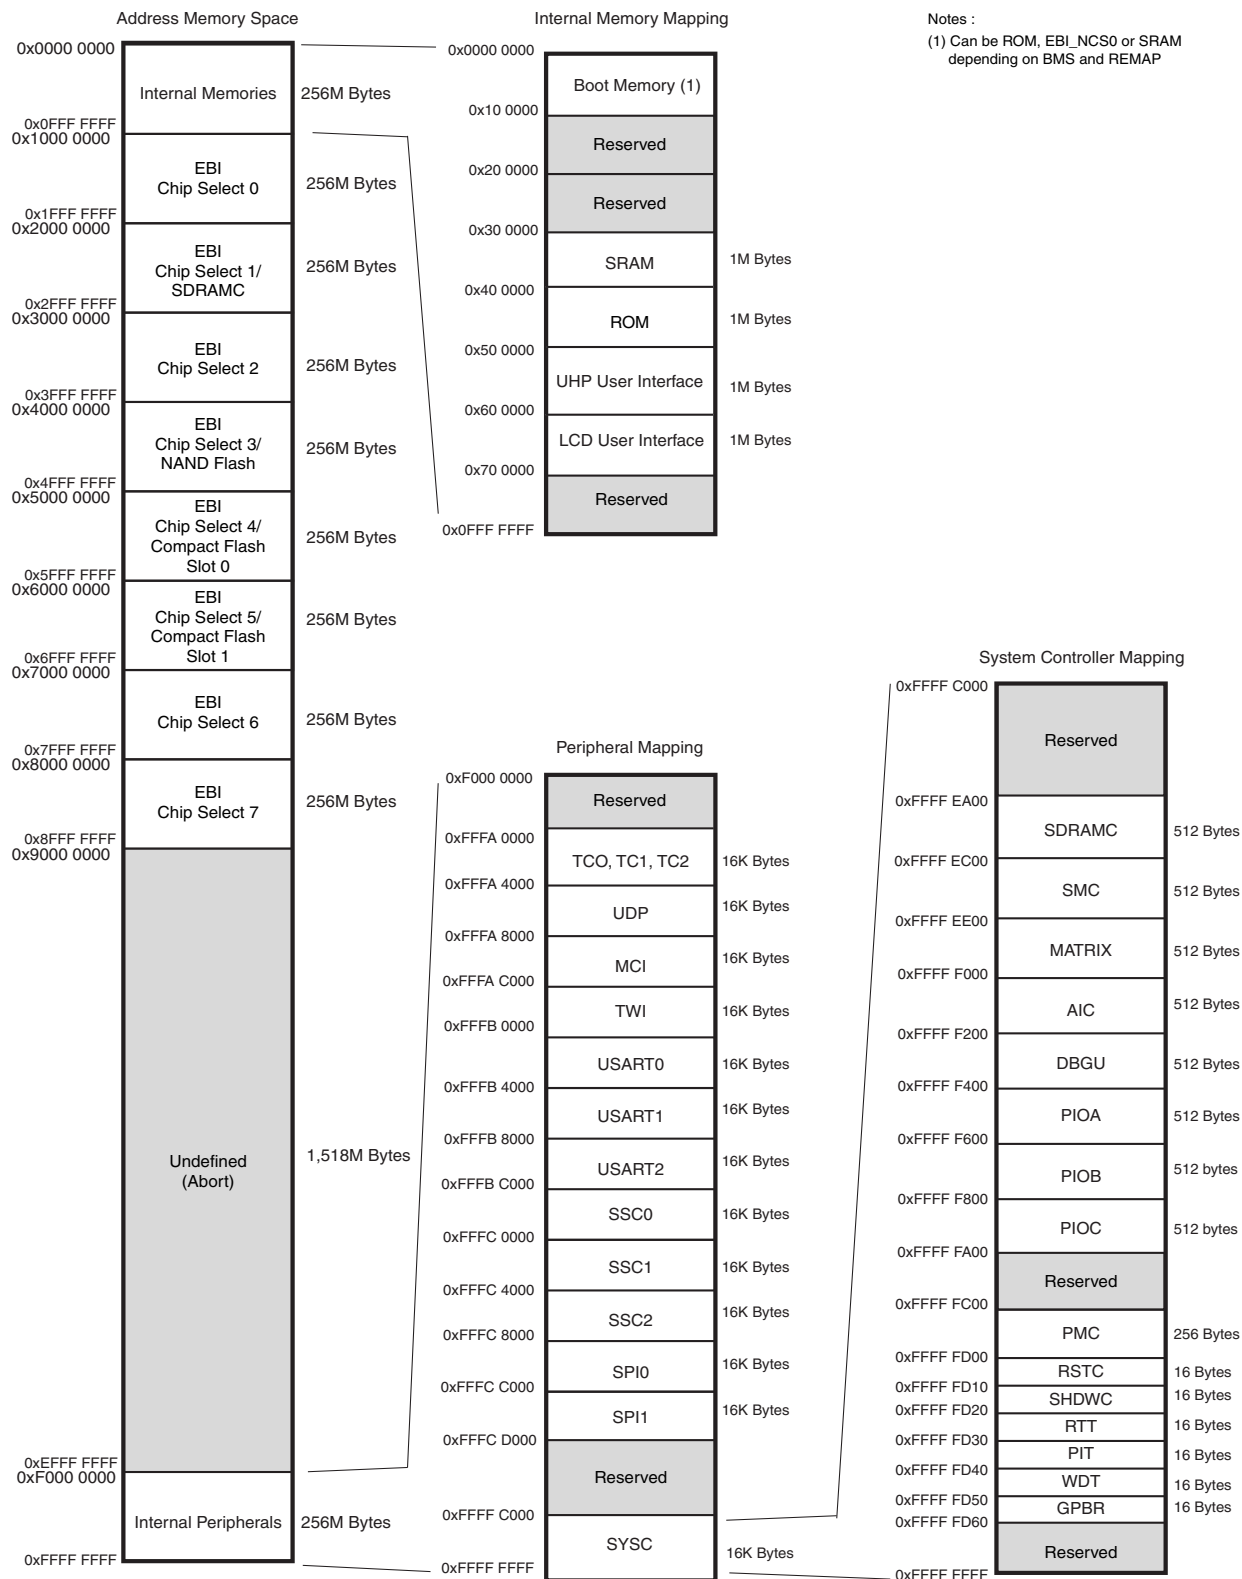 Address Memory Space
0x0000 0000
Internal Memories
256M Bytes
0x0FFF FFFF
0x1000 0000
EBI
Chip Select 0
256M Bytes
0x1FFF FFFF
0x2000 0000
EBI
Chip Select 1/
SDRAMC
256M Bytes
0x2FFF FFFF
0x3000 0000
EBI
Chip Select 2
256M Bytes
0x3FFF FFFF
0x4000 0000
EBI
Chip Select 3/
NAND Flash
256M Bytes
0x4FFF FFFF
0x5000 0000
EBI
Chip Select 4/
Compact Flash
Slot 0
256M Bytes
0x5FFF FFFF
0x6000 0000
EBI
Chip Select 5/
Compact Flash
Slot 1
256M Bytes
0x6FFF FFFF
0x7000 0000
EBI
Chip Select 6
256M Bytes
0x7FFF FFFF
0x8000 0000
EBI
Chip Select 7
256M Bytes
0x8FFF FFFF
0x9000 0000
Undefined
(Abort)
1,518M Bytes
0xEFFF FFFF
0xF000 0000
Internal Peripherals
256M Bytes
0xFFFF FFFF
Internal Memory Mapping
0x0000 0000
Boot Memory (1)
0x10 0000
Reserved
0x20 0000
Reserved
0x30 0000
SRAM
1M Bytes
0x40 0000
ROM
1M Bytes
0x50 0000
UHP User Interface
1M Bytes
0x60 0000
LCD User Interface
1M Bytes
0x70 0000
Reserved
0x0FFF FFFF
Notes :
(1) Can be ROM, EBI_NCS0 or SRAM
depending on BMS and REMAP
Peripheral Mapping
0xF000 0000
Reserved
0xFFFA 0000
TCO, TC1, TC2
16K Bytes
0xFFFA 4000
UDP
16K Bytes
0xFFFA 8000
MCI
16K Bytes
0xFFFA C000
TWI
16K Bytes
0xFFFB 0000
USART0
16K Bytes
0xFFFB 4000
USART1
16K Bytes
0xFFFB 8000
USART2
16K Bytes
0xFFFB C000
SSC0
16K Bytes
0xFFFC 0000
SSC1
16K Bytes
0xFFFC 4000
SSC2
16K Bytes
0xFFFC 8000
SPI0
16K Bytes
0xFFFC C000
SPI1
16K Bytes
0xFFFC D000
Reserved
0xFFFF C000
SYSC
16K Bytes
0xFFFF FFFF
System Controller Mapping
0xFFFF C000
Reserved
0xFFFF EA00
SDRAMC
512 Bytes
0xFFFF EC00
SMC
512 Bytes
0xFFFF EE00
MATRIX
512 Bytes
0xFFFF F000
AIC
512 Bytes
0xFFFF F200
DBGU
512 Bytes
0xFFFF F400
PIOA
512 Bytes
0xFFFF F600
PIOB
512 bytes
0xFFFF F800
PIOC
512 bytes
0xFFFF FA00
Reserved
0xFFFF FC00
PMC
256 Bytes
0xFFFF FD00
RSTC
16 Bytes
0xFFFF FD10
SHDWC
16 Bytes
0xFFFF FD20
RTT
16 Bytes
0xFFFF FD30
PIT
16 Bytes
0xFFFF FD40
WDT
16 Bytes
0xFFFF FD50
GPBR
16 Bytes
0xFFFF FD60
Reserved
0xFFFF FFFF